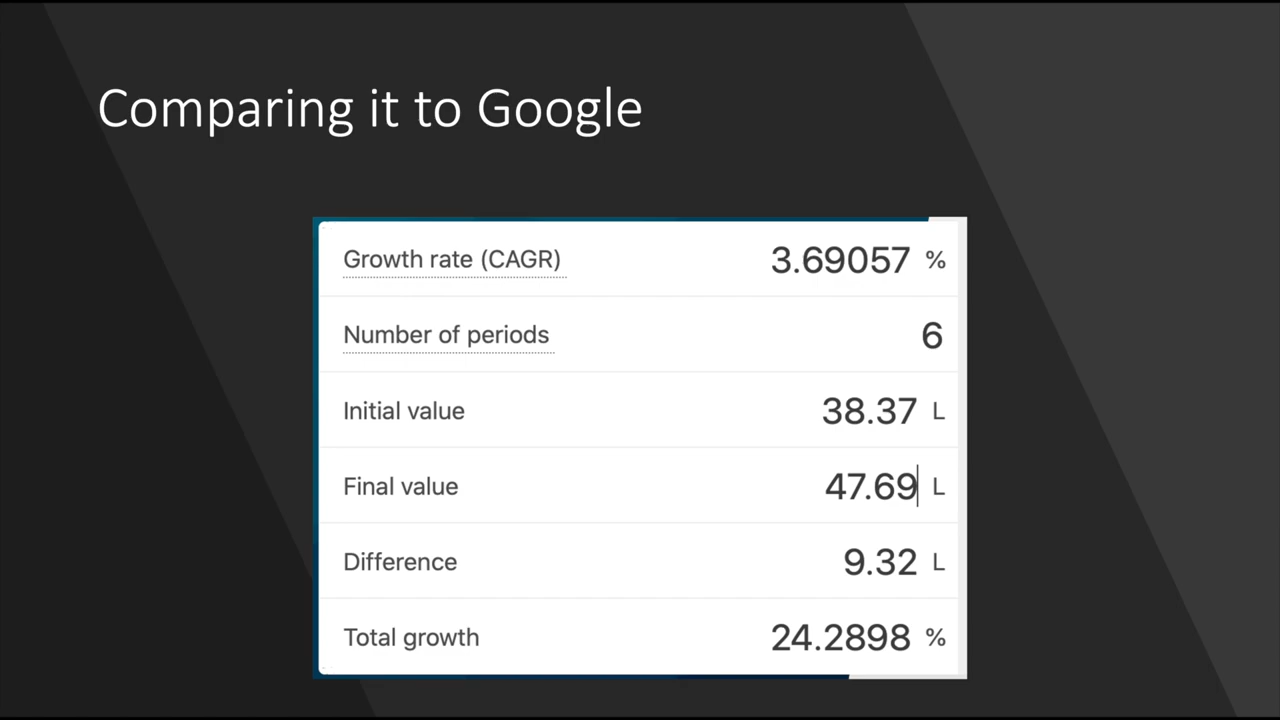 Comparing it to Google
Growth rate (CAGR) 3.69057 %
Number of periods 6
Initial value 38.37 L
Final value 47.69 L
Difference 9.32 L
Total growth 24.2898 %